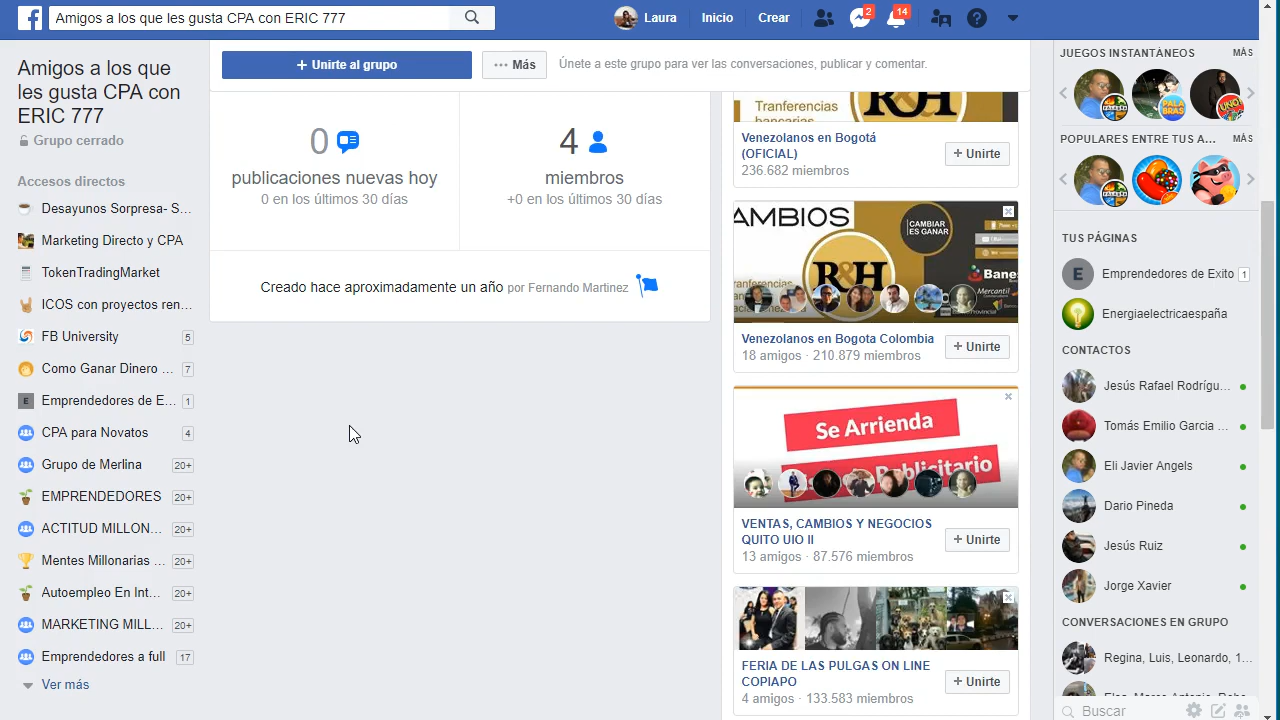 Amigos a los que les gusta CPA con ERIC 777
Laura
Inicio
Crear
2
14
Amigos a los que
les gusta CPA con
ERIC 777
Grupo cerrado
Accesos directos
Desayunos Sorpresa- S...
Marketing Directo y CPA
TokenTradingMarket
ICOS con proyectos ren...
FB University
5
Como Ganar Dinero ...
7
Emprendedores de E...
1
CPA para Novatos
4
Grupo de Merlina
20+
EMPRENDEDORES
20+
ACTITUD MILLON...
20+
Mentes Millonarias ...
20+
Autoempleo En Int...
20+
MARKETING MILL...
20+
Emprendedores a full
17
Ver más
+ Unirte al grupo
Más
Únete a este grupo para ver las conversaciones, publicar y comentar.
0
publicaciones nuevas hoy
0 en los últimos 30 días
4
miembros
+0 en los últimos 30 días
Creado hace aproximadamente un año por Fernando Martinez
Tranferencias
bancarias
R&H
Venezolanos en Bogotá
(OFICIAL)
236.682 miembros
+ Unirte
AMBIOS
CAMBIAR
ES GANAR
R&H
Banes
Mercantil
Venezolanos en Bogota Colombia
18 amigos · 210.879 miembros
+ Unirte
Se Arrienda
Publicitario
VENTAS, CAMBIOS Y NEGOCIOS
QUITO UIO II
13 amigos · 87.576 miembros
+ Unirte
FERIA DE LAS PULGAS ON LINE
COPIAPO
4 amigos · 133.583 miembros
+ Unirte
JUEGOS INSTANTÁNEOS
MÁS
PALABRAS
UNO
POPULARES ENTRE TUS A...
MÁS
TUS PÁGINAS
E
Emprendedores de Exito
1
Energiaelectricaespaña
CONTACTOS
Jesús Rafael Rodrígu...
Tomás Emilio Garcia ...
Eli Javier Angels
Dario Pineda
Jesús Ruiz
Jorge Xavier
CONVERSACIONES EN GRUPO
Regina, Luis, Leonardo, 1...
Buscar